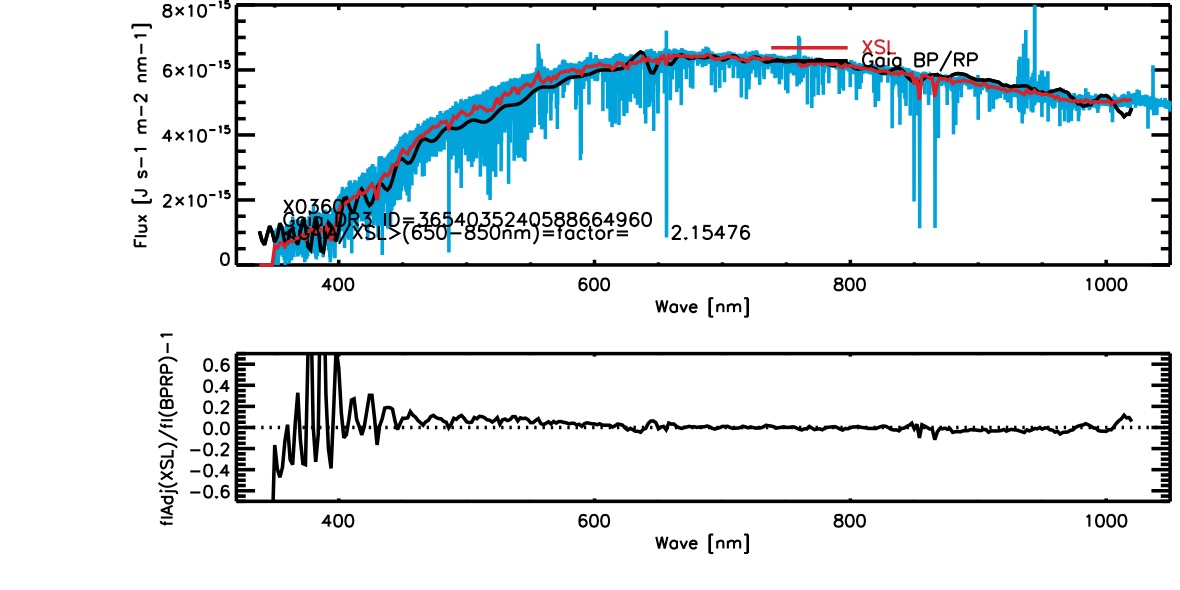 8×10⁻¹⁵
6×10⁻¹⁵
4×10⁻¹⁵
2×10⁻¹⁵
0
Flux [J s−1 m−2 nm−1]
XSL
Gaia BP/RP
X0360
Gaia DR3 ID=3654035240588664960
/XSL>(650−850nm)=factor= 2.15476
400 600 800 1000
Wave [nm]
0.6
0.4
0.2
0.0
−0.2
−0.4
−0.6
flAdj(XSL)/fl(BPRP)−1
400 600 800 1000
Wave [nm]